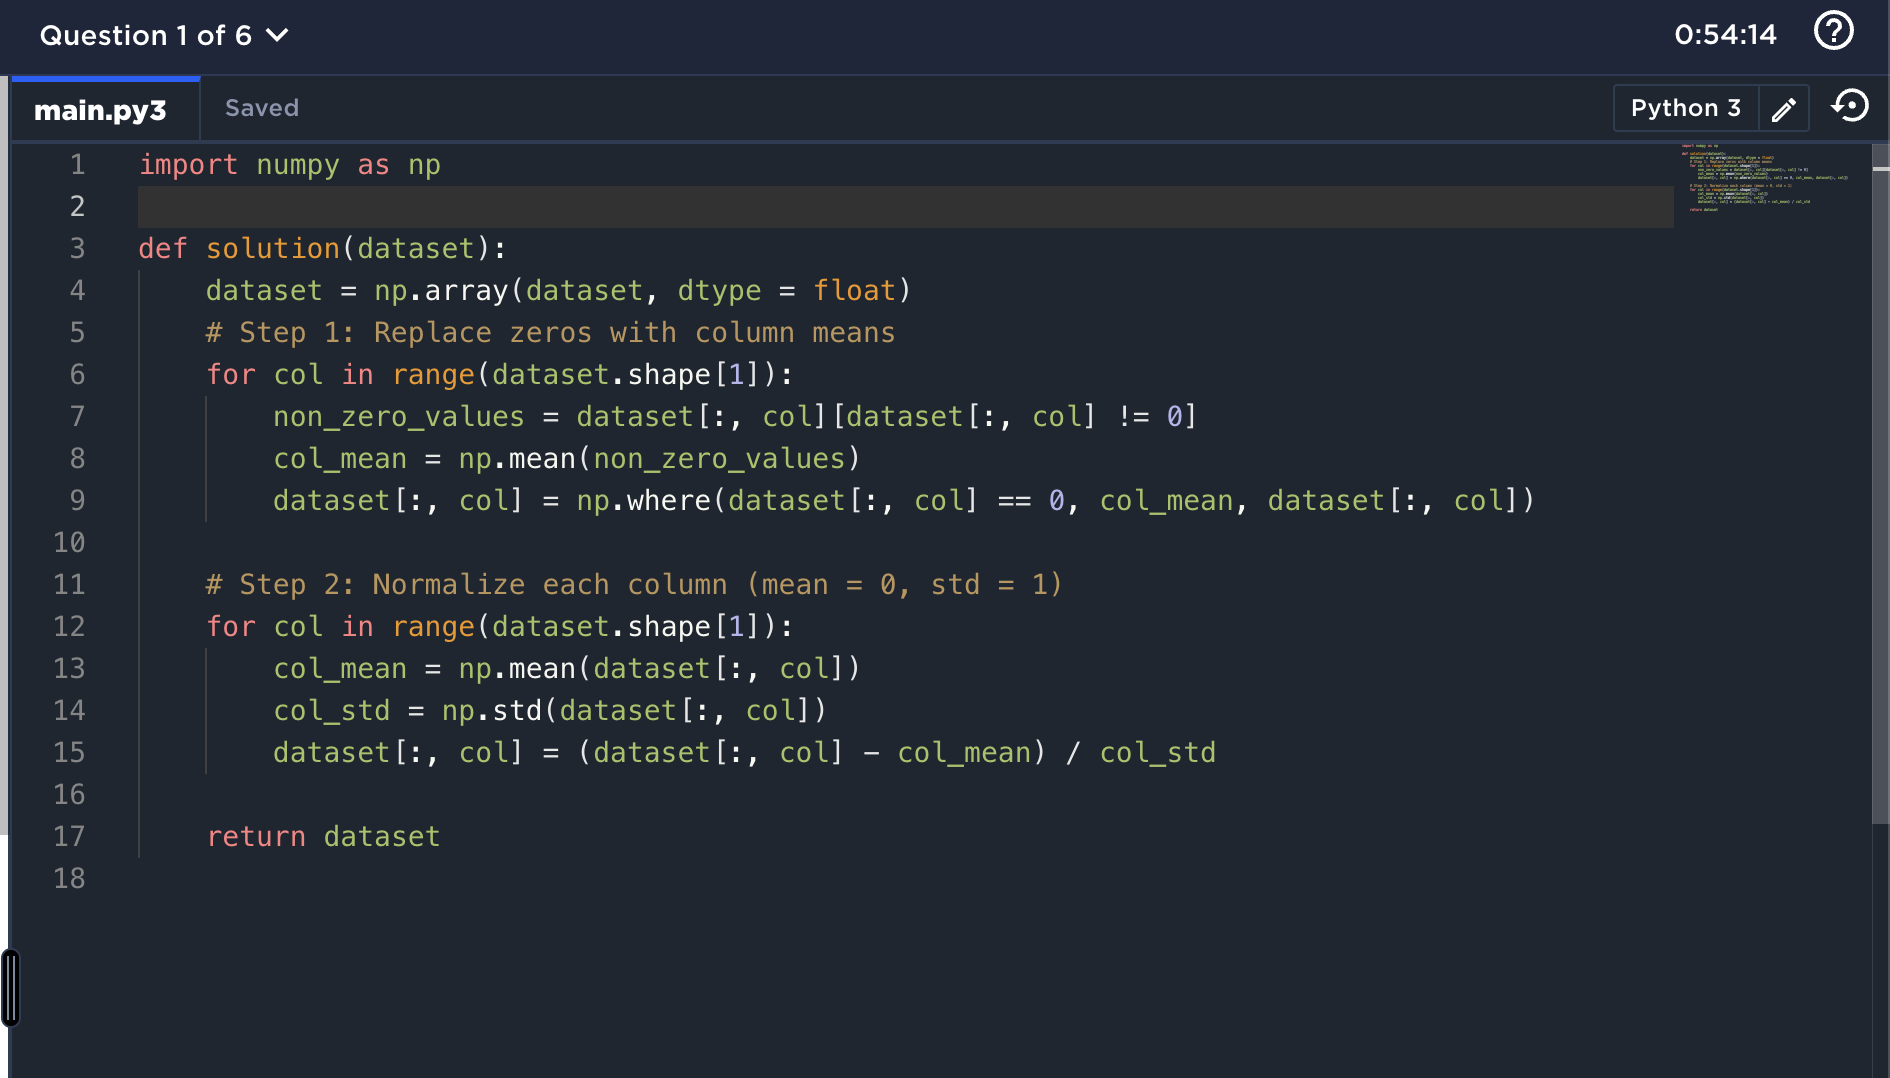 Question 1 of 6
0:54:14
main.py3
Saved
Python 3
1 import numpy as np
2
3 def solution(dataset):
4     dataset = np.array(dataset, dtype = float)
5     # Step 1: Replace zeros with column means
6     for col in range(dataset.shape[1]):
7         non_zero_values = dataset[:, col][dataset[:, col] != 0]
8         col_mean = np.mean(non_zero_values)
9         dataset[:, col] = np.where(dataset[:, col] == 0, col_mean, dataset[:, col])
10
11     # Step 2: Normalize each column (mean = 0, std = 1)
12     for col in range(dataset.shape[1]):
13         col_mean = np.mean(dataset[:, col])
14         col_std = np.std(dataset[:, col])
15         dataset[:, col] = (dataset[:, col] - col_mean) / col_std
16
17     return dataset
18